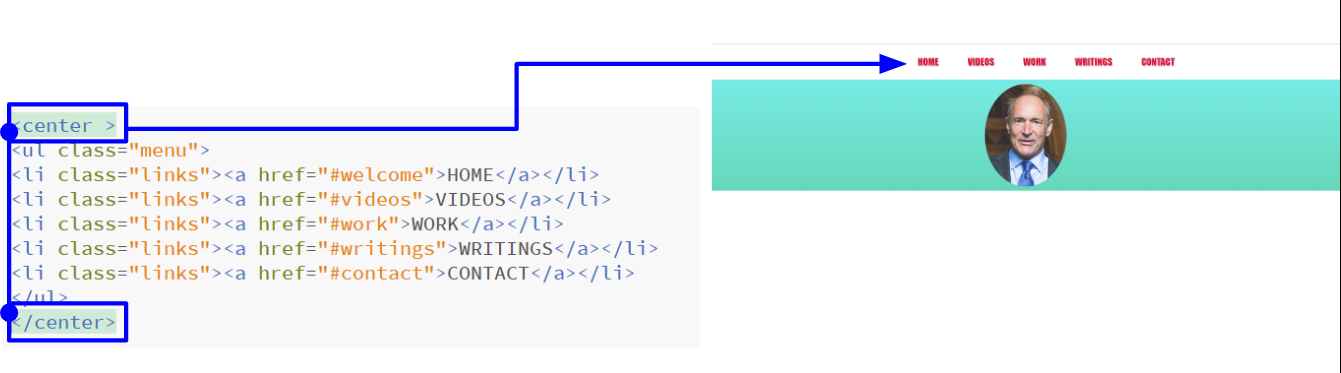 <center >
<ul class="menu">
<li class="links"><a href="#welcome">HOME</a></li>
<li class="links"><a href="#videos">VIDEOS</a></li>
<li class="links"><a href="#work">WORK</a></li>
<li class="links"><a href="#writings">WRITINGS</a></li>
<li class="links"><a href="#contact">CONTACT</a></li>
</ul>
</center>
HOME VIDEOS WORK WRITINGS CONTACT